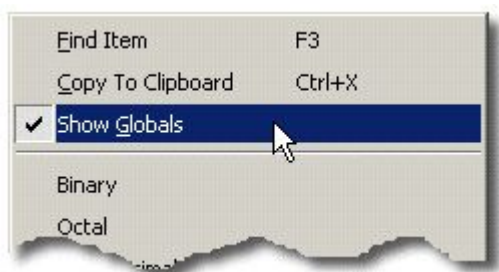 Find Item F3
Copy To Clipboard Ctrl+X
Show Globals
Binary
Octal